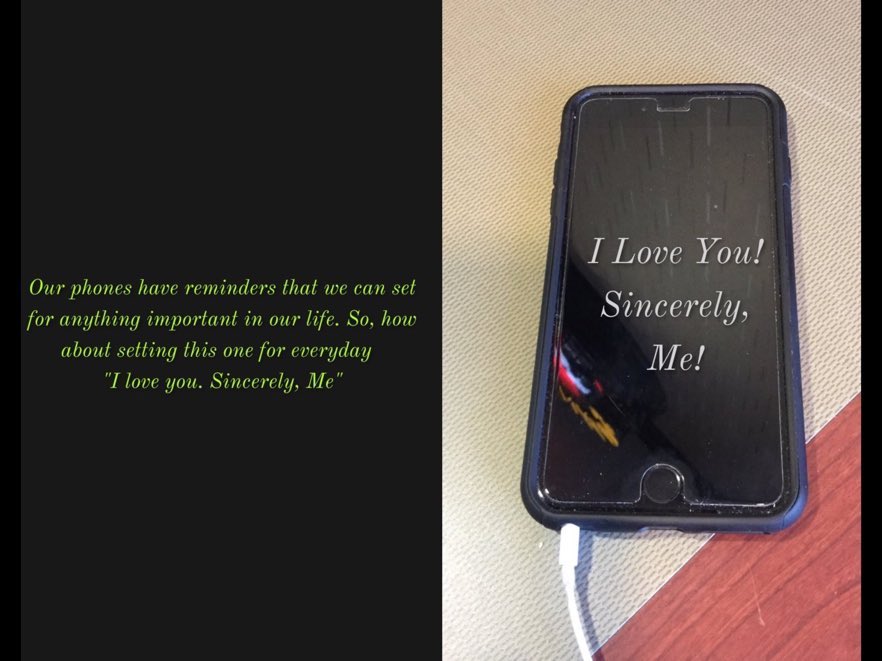 Our phones have reminders that we can set
for anything important in our life. So, how
about setting this one for everyday
"I love you. Sincerely, Me"
I Love You!
Sincerely,
Me!